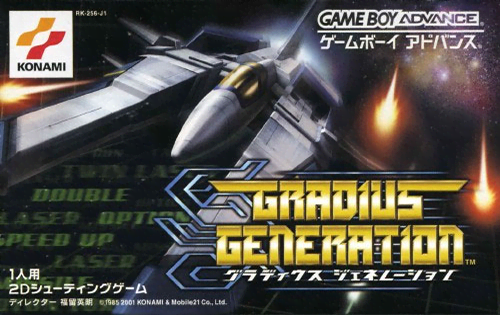 RK-256-J1
KONAMI
GAME BOY ADVANCE
ゲームボーイ アドバンス
TWIN LAS
DOUBLE
LASER OPTION
SPEED UP
LASER
GRADIUS
GENERATION™
グラディウス ジェネレーション
1人用
2Dシューティングゲーム
ディレクター 福留英明 ©1985 2001 KONAMI & Mobile21 Co., Ltd.